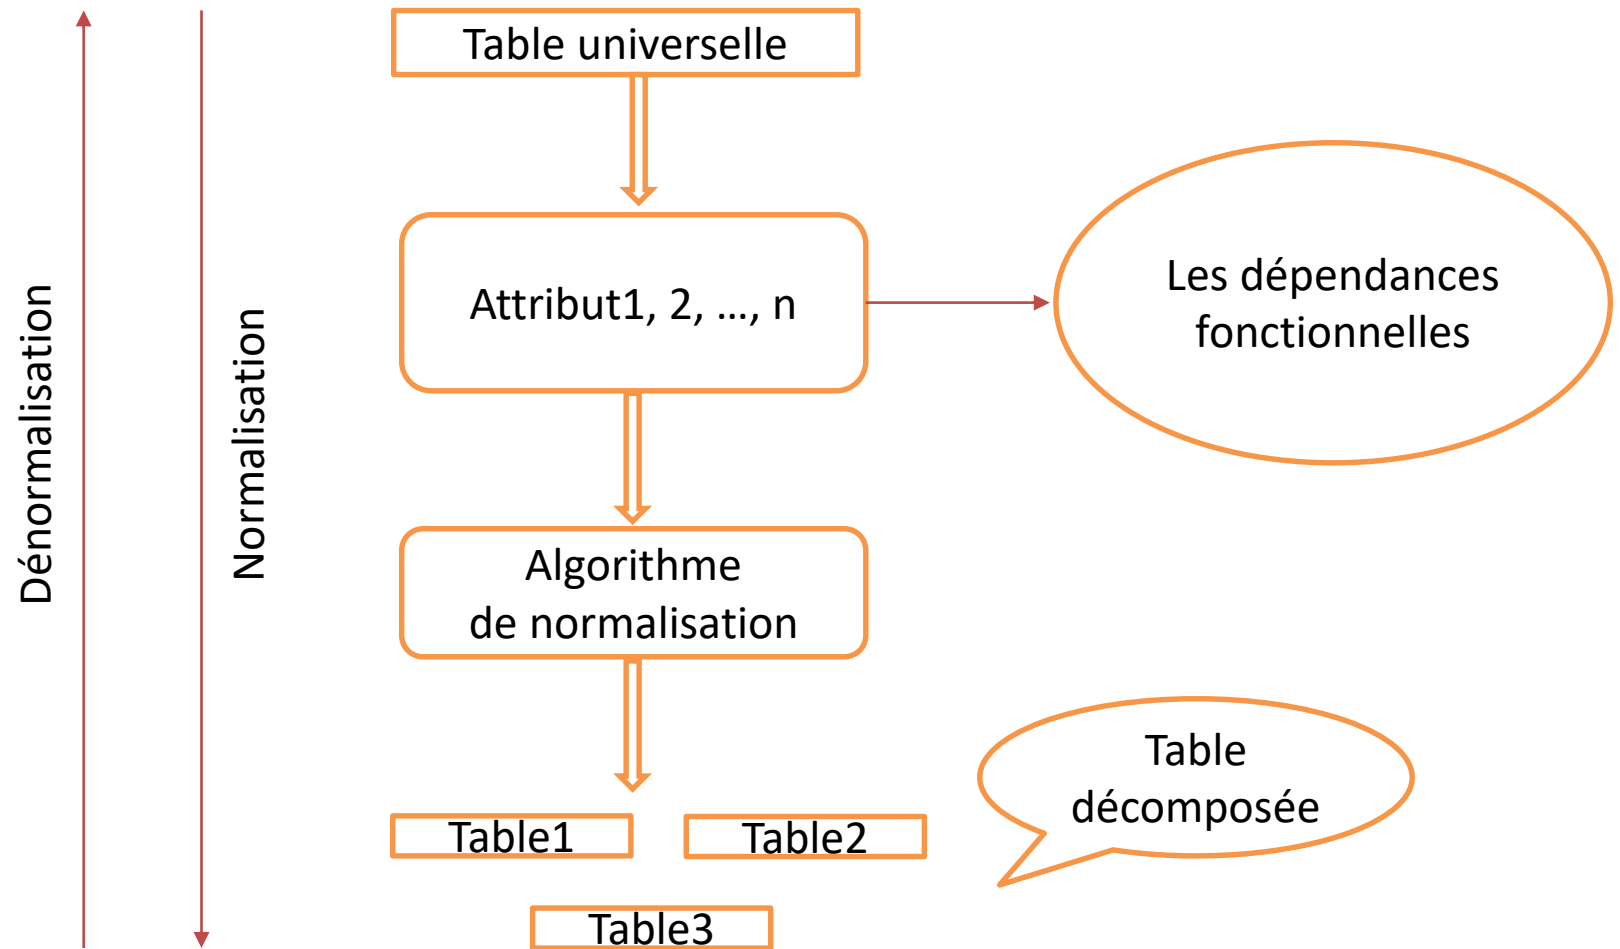 Table universelle
Attribut1, 2, ..., n
Les dépendances
fonctionnelles
Dénormalisation
Normalisation
Algorithme
de normalisation
Table
décomposée
Table1
Table2
Table3